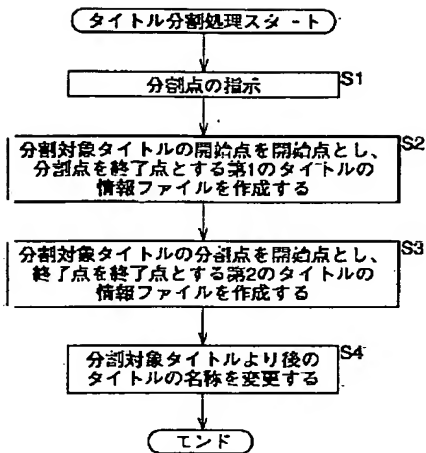 タイトル分割処理スタート
分割点の指示
S1
分割対象タイトルの開始点を開始点とし、
分割点を終了点とする第1のタイトルの
情報ファイルを作成する
S2
分割対象タイトルの分割点を開始点とし、
終了点を終了点とする第2のタイトルの
情報ファイルを作成する
S3
分割対象タイトルより後の
タイトルの名称を変更する
S4
エンド